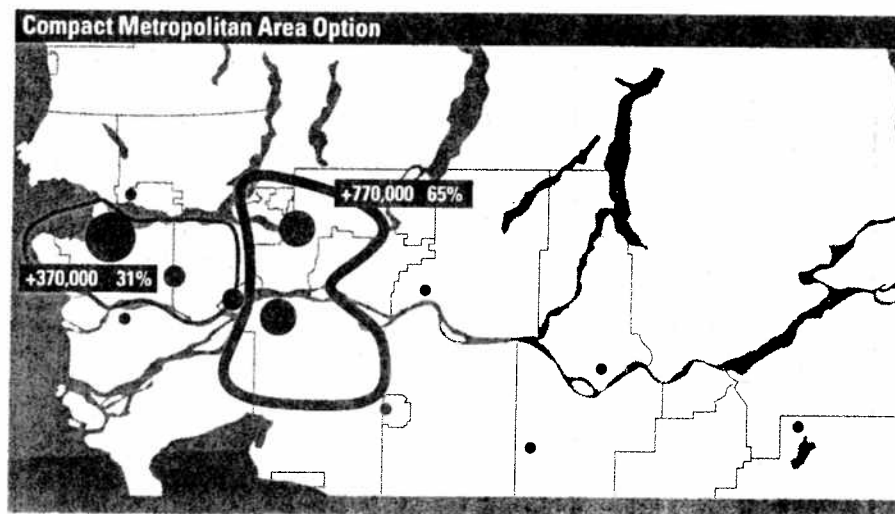 Compact Metropolitan Area Option
+770,000 65%
+370,000 31%